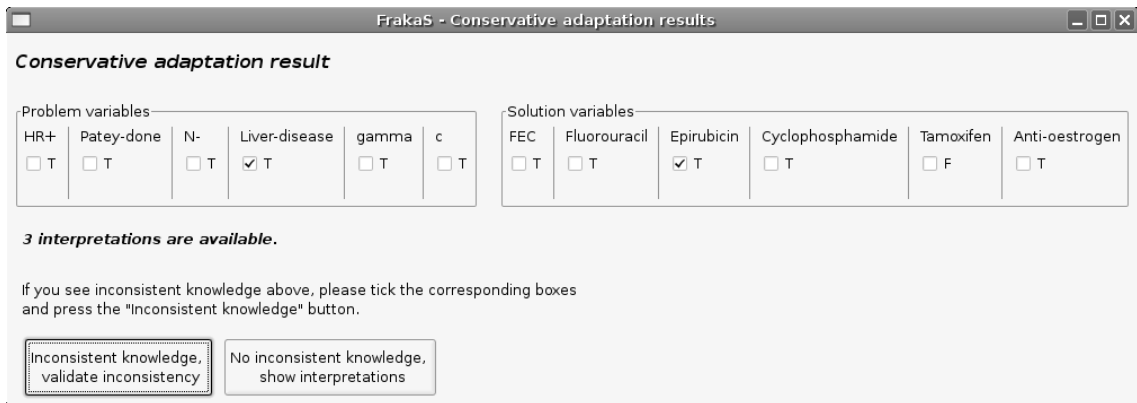 FrakaS - Conservative adaptation results
Conservative adaptation result
Problem variables
HR+ Patey-done N- Liver-disease gamma c
T T T T T T
Solution variables
FEC Fluorouracil Epirubicin Cyclophosphamide Tamoxifen Anti-oestrogen
T T T T F T
3 interpretations are available.
If you see inconsistent knowledge above, please tick the corresponding boxes
and press the "Inconsistent knowledge" button.
Inconsistent knowledge,
validate inconsistency
No inconsistent knowledge,
show interpretations